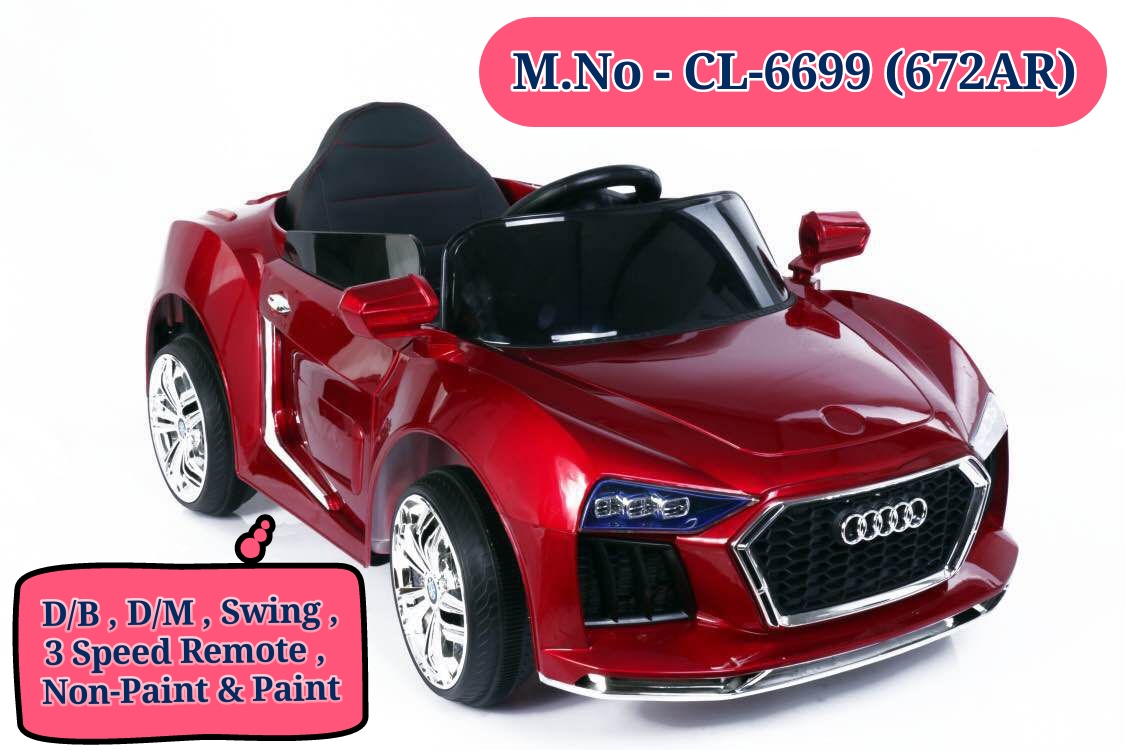 M.No - CL-6699 (672AR)
D/B , D/M , Swing ,
3 Speed Remote ,
Non-Paint & Paint